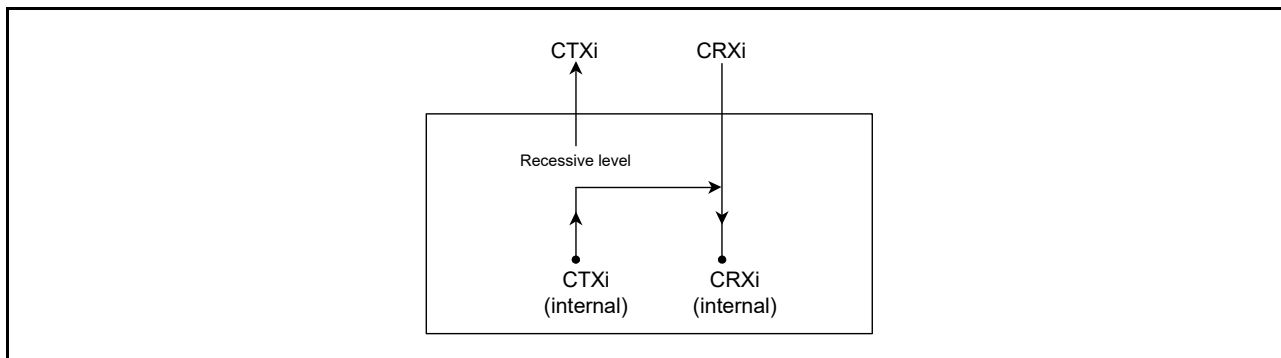 CTXi CRXi
Recessive level
CTXi CRXi
(internal) (internal)